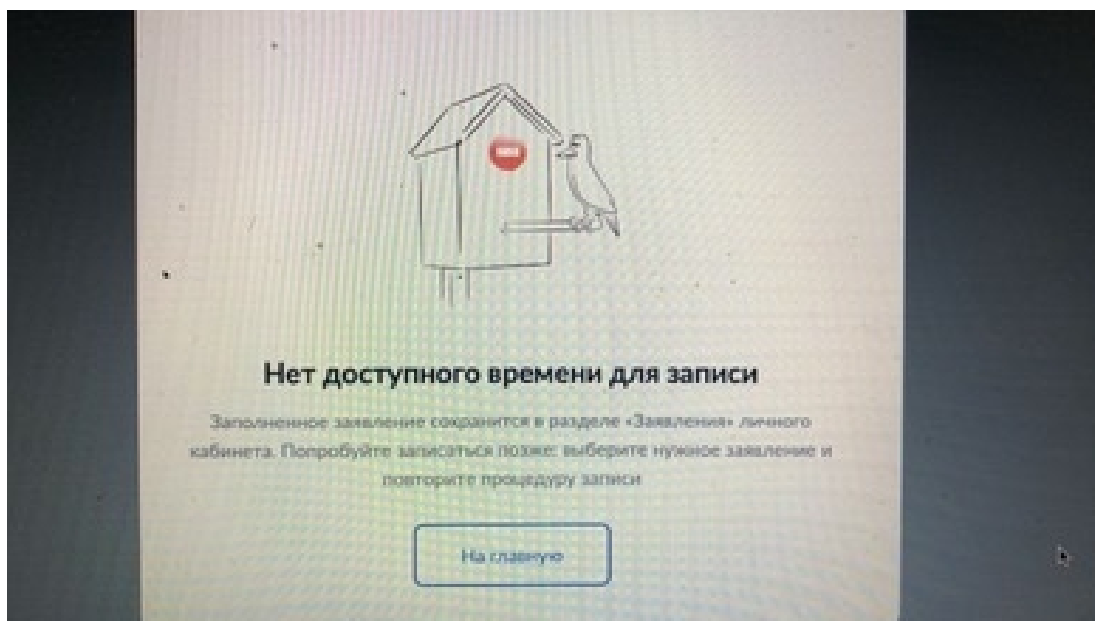 Нет доступного времени для записи
Заполненное заявление сохранится в разделе «Заявления» личного
кабинета. Попробуйте записаться позже: выберите нужное заявление и
повторите процедуру записи
На главную